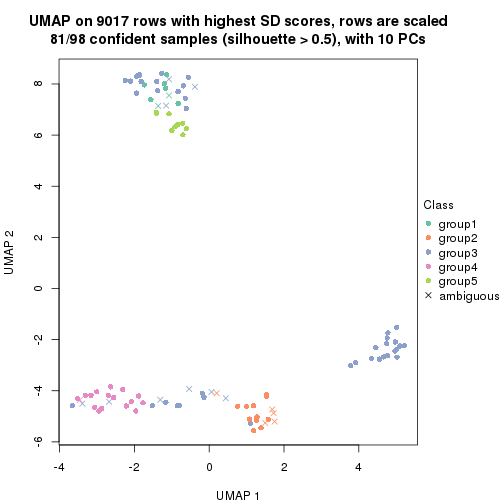 UMAP on 9017 rows with highest SD scores, rows are scaled
81/98 confident samples (silhouette > 0.5), with 10 PCs
8
6
4
2
0
-2
-4
-6
UMAP 2
-4
-2
0
2
4
UMAP 1
Class
group1
group2
group3
group4
group5
ambiguous